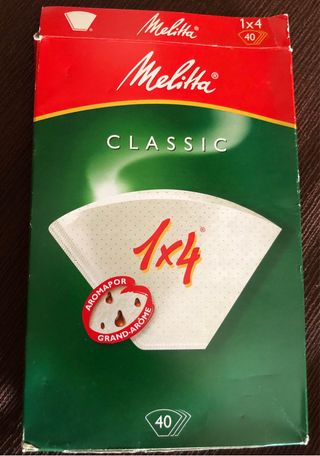 Melitta®
1x4
40
Melitta®
CLASSIC
1x4®
AROMAPOR
GRAND-ARÔME
40